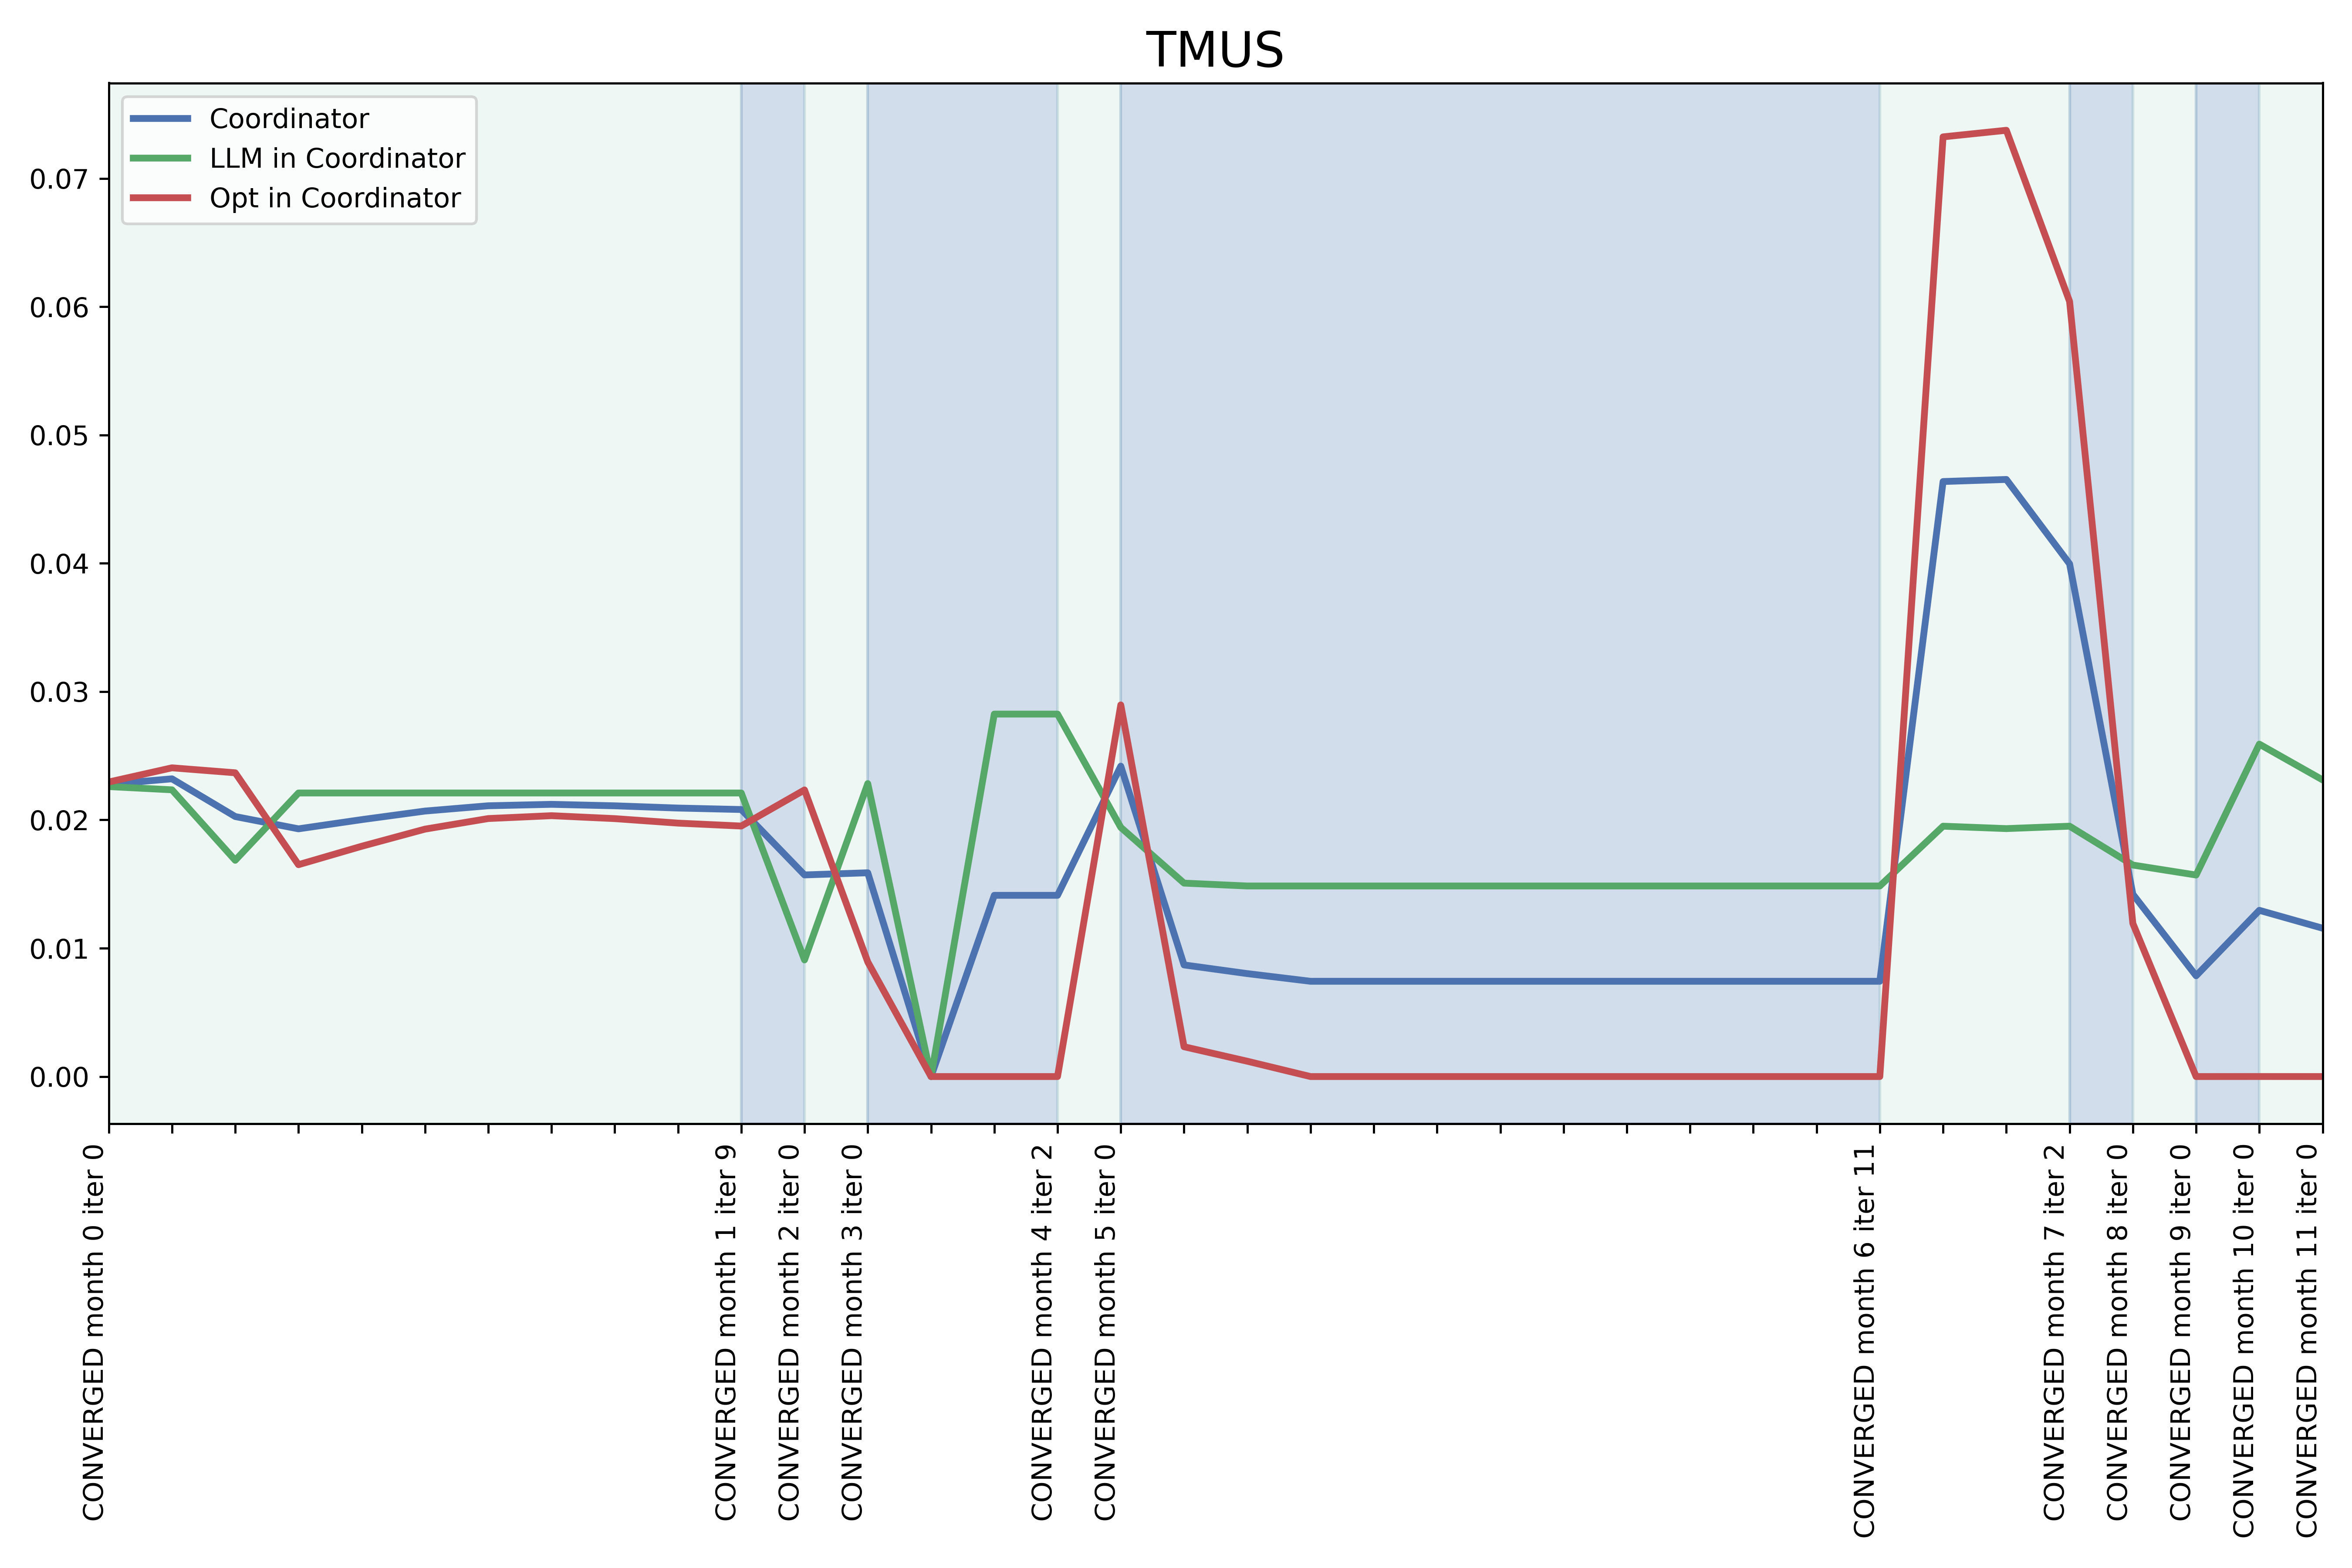 TMUS
Coordinator
LLM in Coordinator
Opt in Coordinator
0.07
0.06
0.05
0.04
0.03
0.02
0.01
0.00
CONVERGED month 0 iter 0
CONVERGED month 1 iter 9
CONVERGED month 2 iter 0
CONVERGED month 3 iter 0
CONVERGED month 4 iter 2
CONVERGED month 5 iter 0
CONVERGED month 6 iter 11
CONVERGED month 7 iter 2
CONVERGED month 8 iter 0
CONVERGED month 9 iter 0
CONVERGED month 10 iter 0
CONVERGED month 11 iter 0